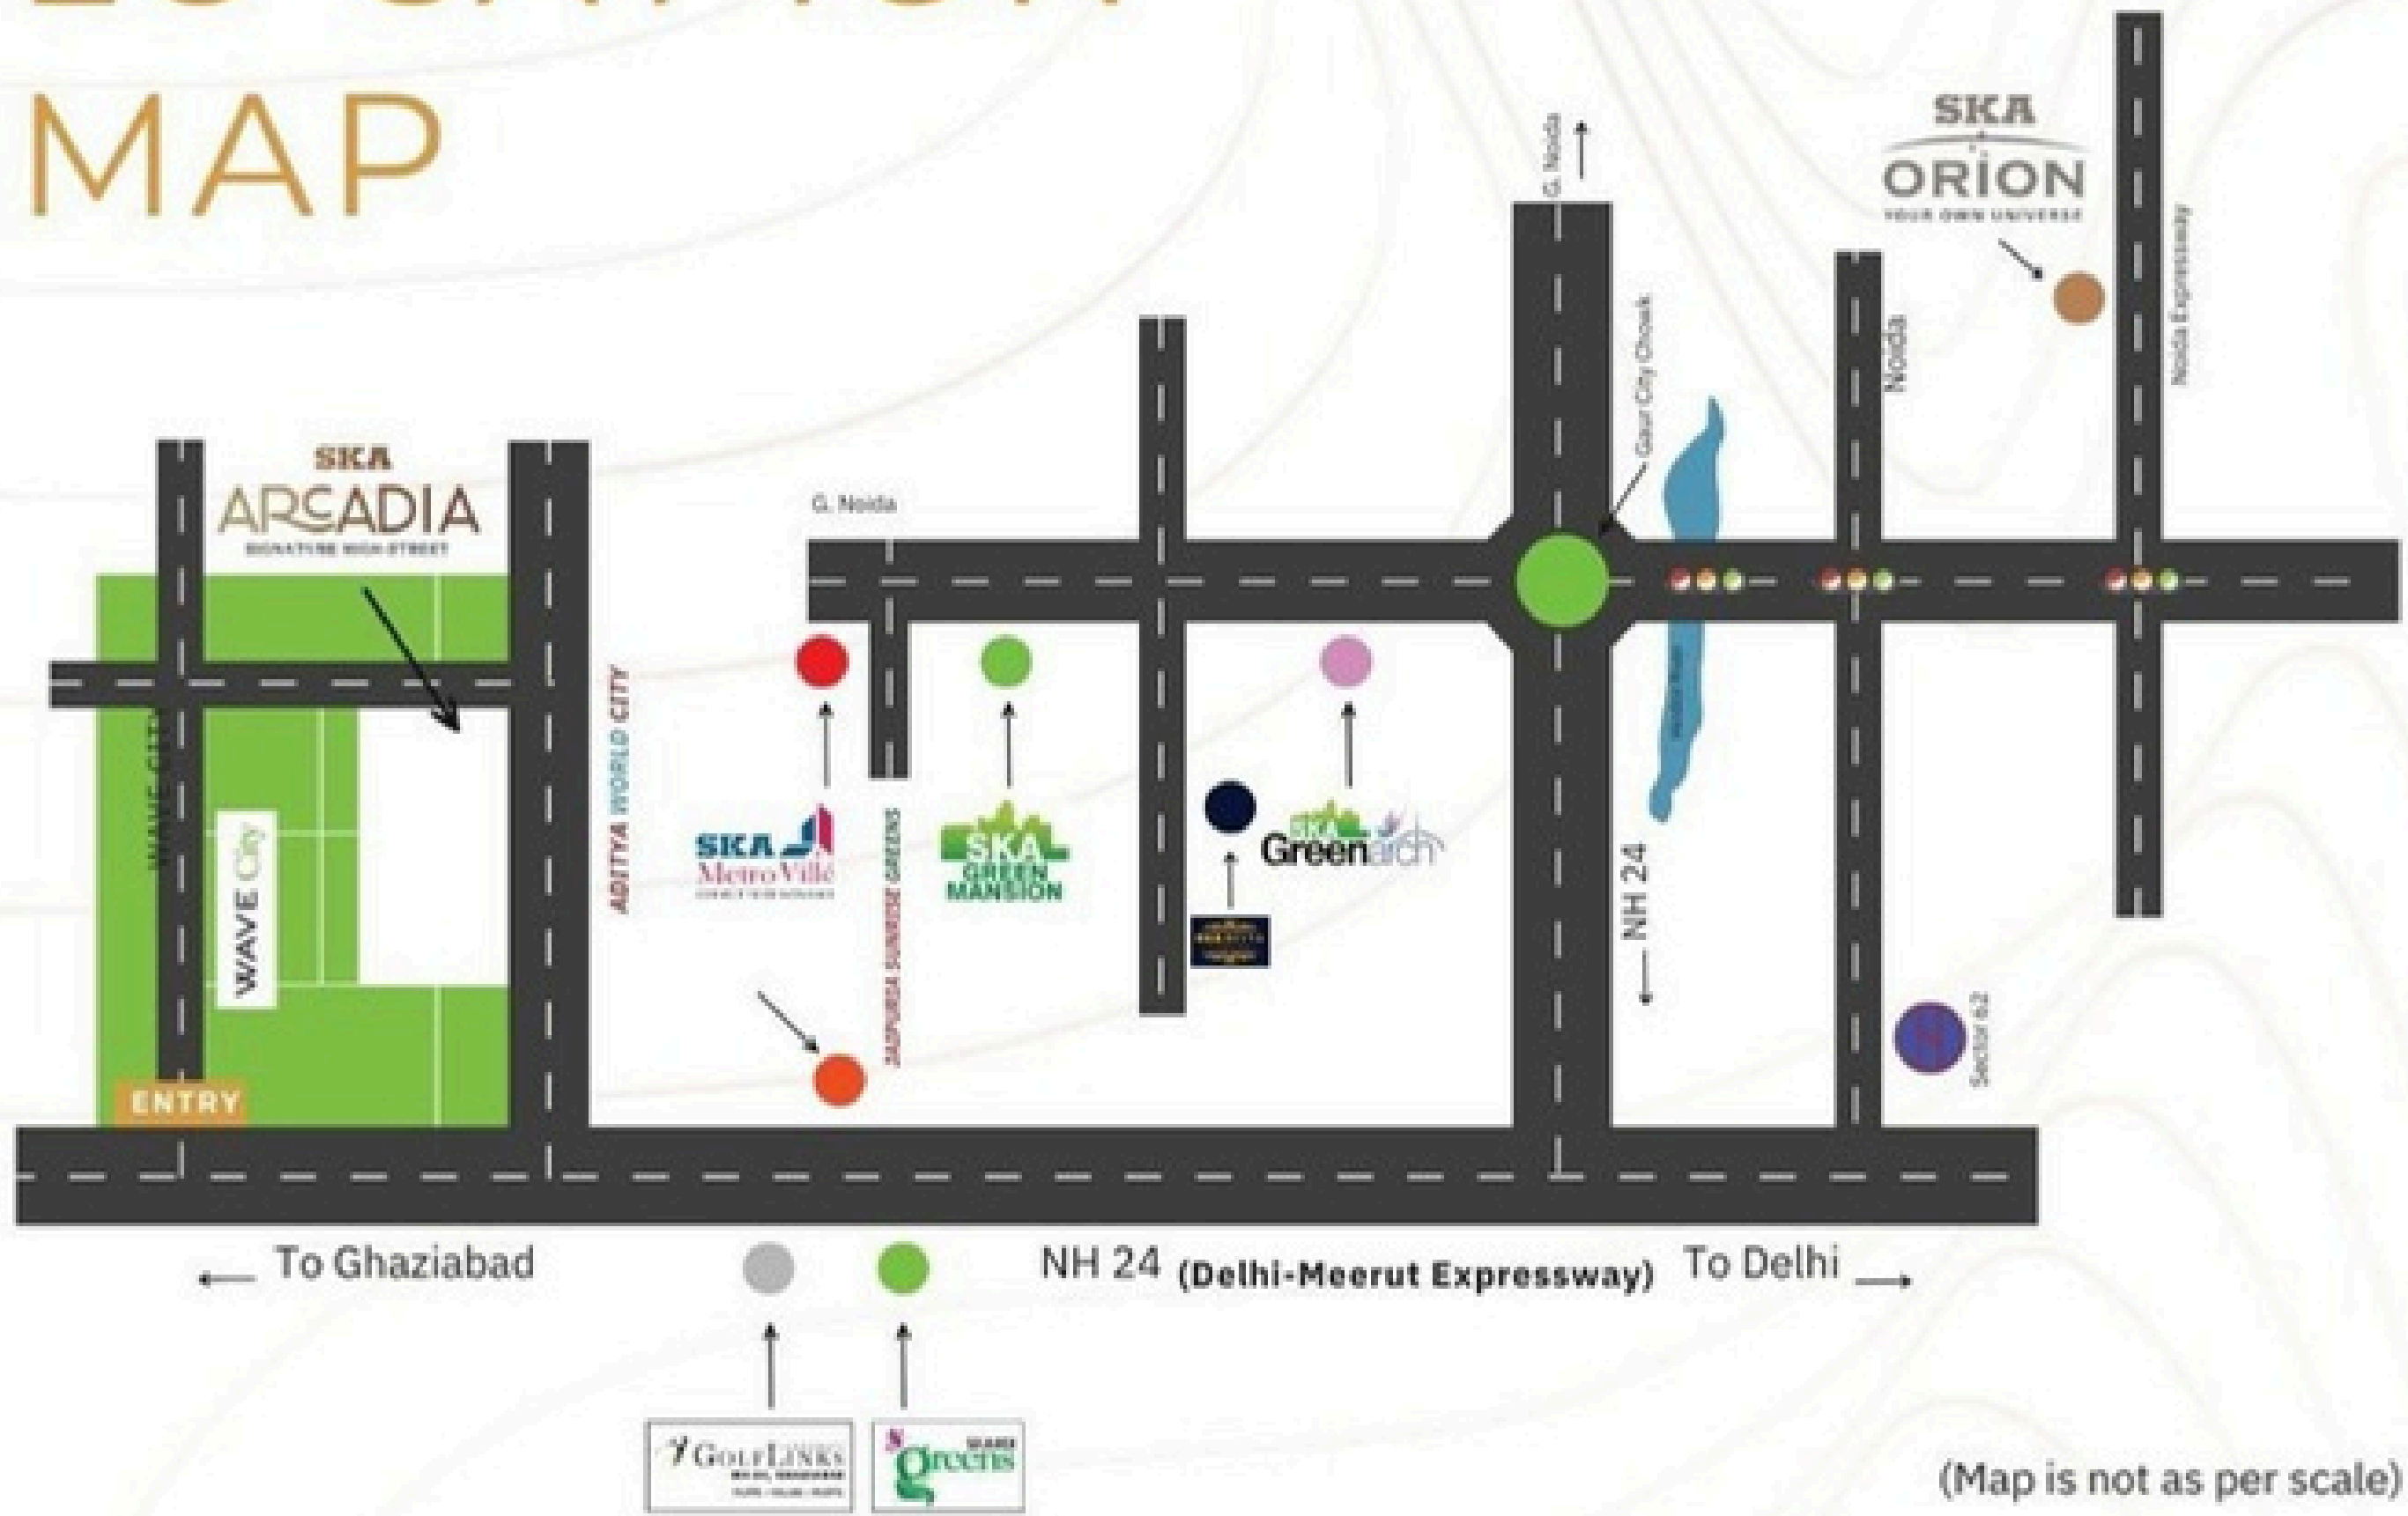 MAP
SKA
ORION
YOUR OWN UNIVERSE
G. Noida
Gaur City Chowk
Noida
Noida Expressway
SKA
ARCADIA
SIGNATURE HIGH STREET
G. Noida
WAVE CITY
WAVE City
ENTRY
ADITYA WORLD CITY
SKA
Metro Ville
JAIPURIA SUNRISE GREENS
SKA
GREEN
MANSION
SKA
Greenarch
NH 24
Sector 62
To Ghaziabad
NH 24 (Delhi-Meerut Expressway)
To Delhi
GOLFLINKS
greens
(Map is not as per scale)